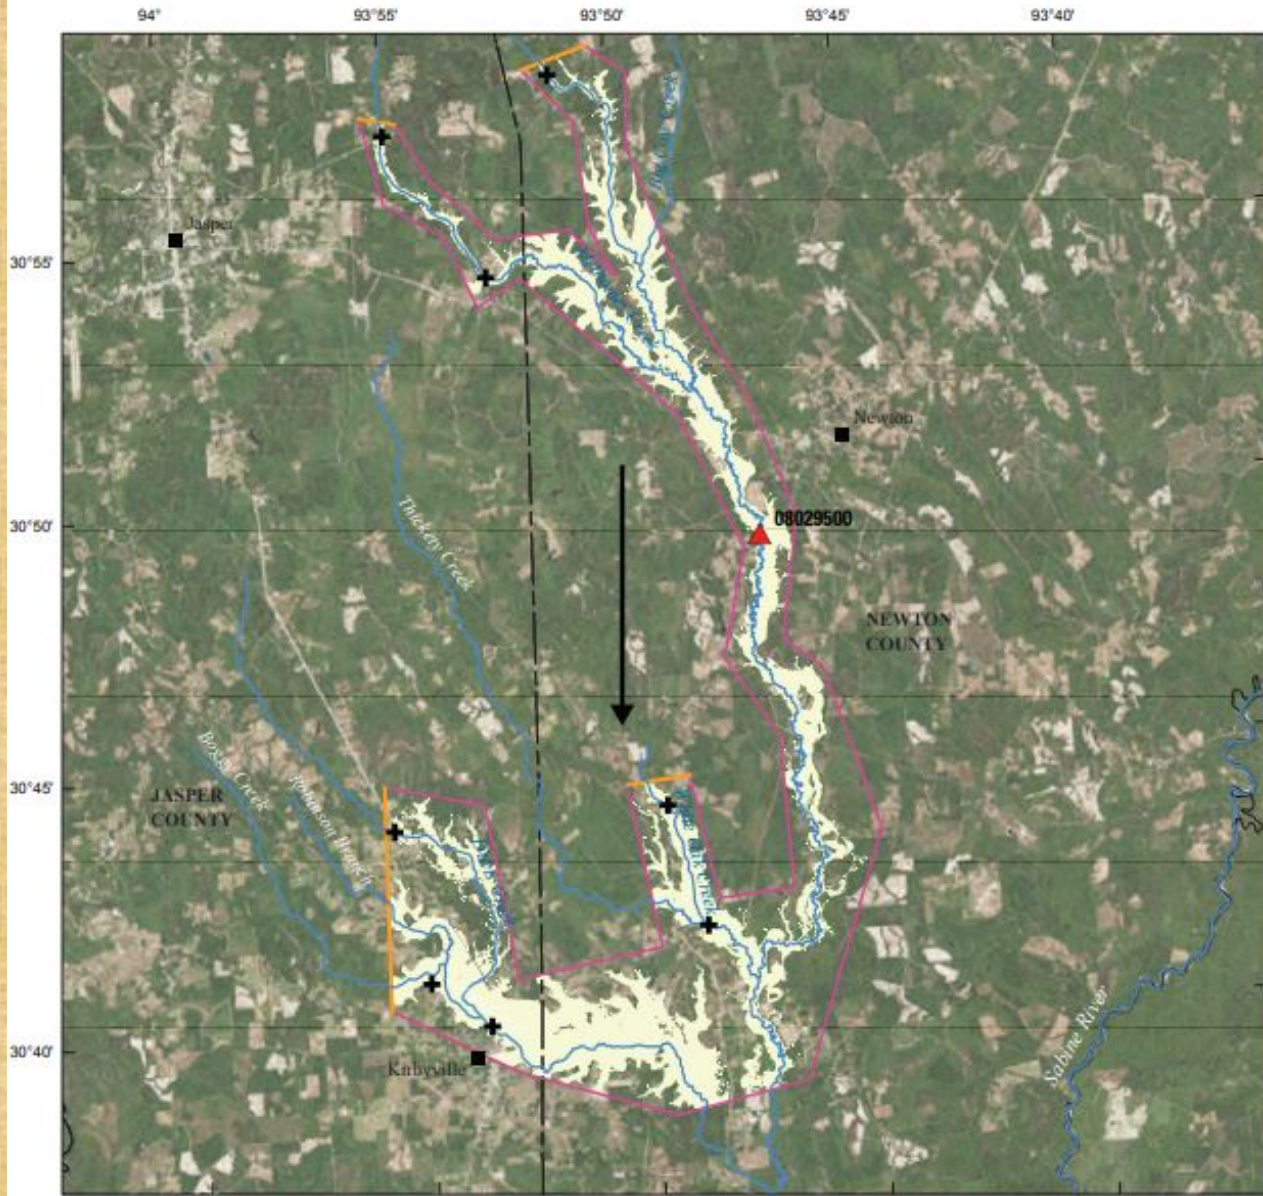 94°
93°55'
93°50'
93°45'
93°40'
Jasper
30°55'
Newton
30°50'
08029500
Thickety Creek
NEWTON
COUNTY
30°45'
JASPER
COUNTY
Creek
Sabine River
30°40'
Kirbyville